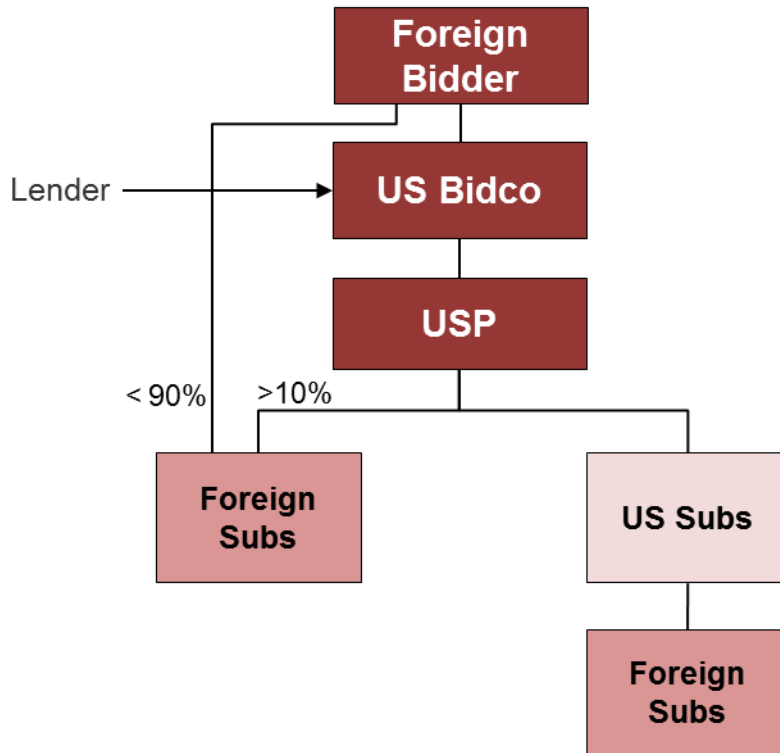 Foreign
Bidder
Lender
US Bidco
USP
< 90%
>10%
Foreign
Subs
US Subs
Foreign
Subs